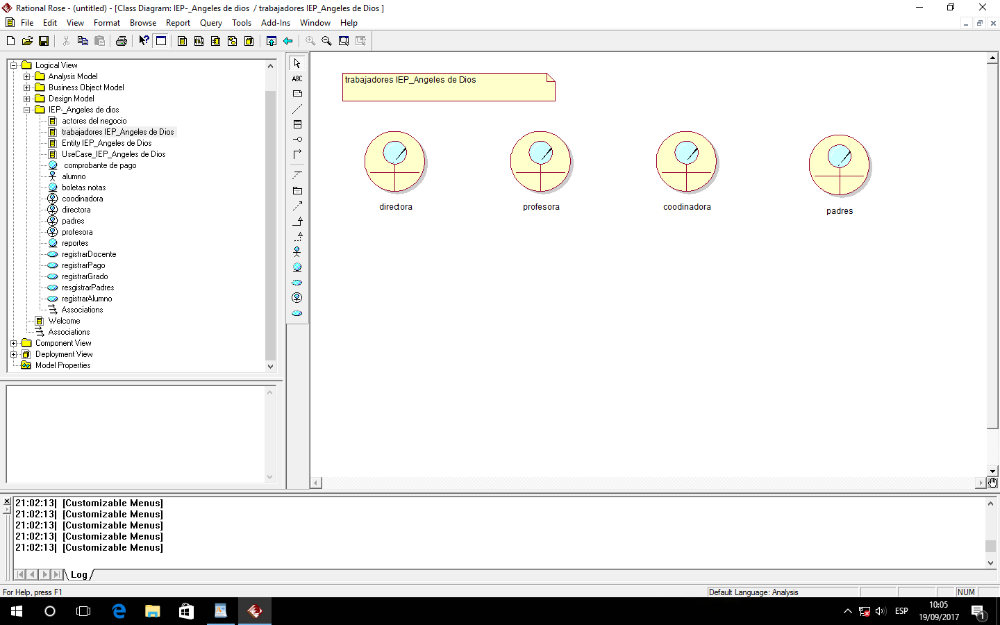 Rational Rose - (untitled) - [Class Diagram: IEP-_Angeles de dios / trabajadores IEP_Angeles de Dios ]
File Edit View Format Browse Report Query Tools Add-Ins Window Help
Logical View
Analysis Model
Business Object Model
Design Model
IEP-_Angeles de dios
actores del negocio
trabajadores IEP_Angeles de Dios
Entity IEP_Angeles de Dios
UseCase_IEP_Angeles de Dios
comprobante de pago
alumno
boletas notas
coodinadora
directora
padres
profesora
reportes
registrarDocente
registrarPago
registrarGrado
resgistrarPadres
registrarAlumno
Associations
Welcome
Associations
Component View
Deployment View
Model Properties
ABC
trabajadores IEP_Angeles de Dios
directora
profesora
coodinadora
padres
21:02:13| [Customizable Menus]
21:02:13| [Customizable Menus]
21:02:13| [Customizable Menus]
21:02:13| [Customizable Menus]
21:02:13| [Customizable Menus]
Log
For Help, press F1
Default Language: Analysis
NUM
ESP
10:05
19/09/2017
1